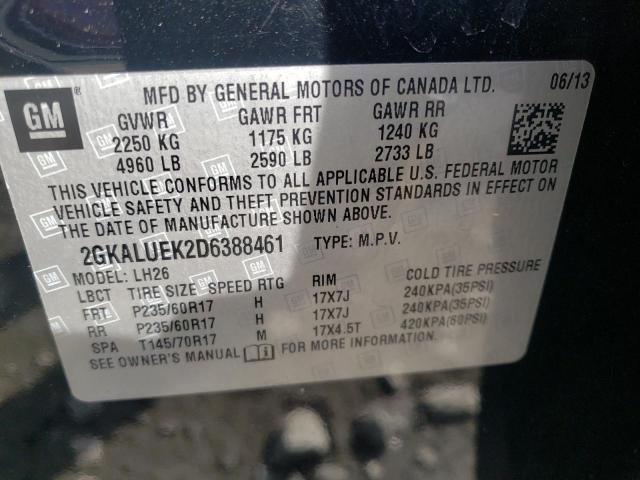 GM ®
MFD BY GENERAL MOTORS OF CANADA LTD. 06/13
GVWR GAWR FRT GAWR RR
2250 KG 1175 KG 1240 KG
4960 LB 2590 LB 2733 LB
THIS VEHICLE CONFORMS TO ALL APPLICABLE U.S. FEDERAL MOTOR
VEHICLE SAFETY AND THEFT PREVENTION STANDARDS IN EFFECT ON
THE DATE OF MANUFACTURE SHOWN ABOVE.
2GKALUEK2D6388461 TYPE: M.P.V.
MODEL: LH26
LBCT TIRE SIZE SPEED RTG RIM COLD TIRE PRESSURE
FRT P235/60R17 H 17X7J 240KPA(35PSI)
RR P235/60R17 H 17X7J 240KPA(35PSI)
SPA T145/70R17 M 17X4.5T 420KPA(60PSI)
SEE OWNER'S MANUAL FOR MORE INFORMATION.